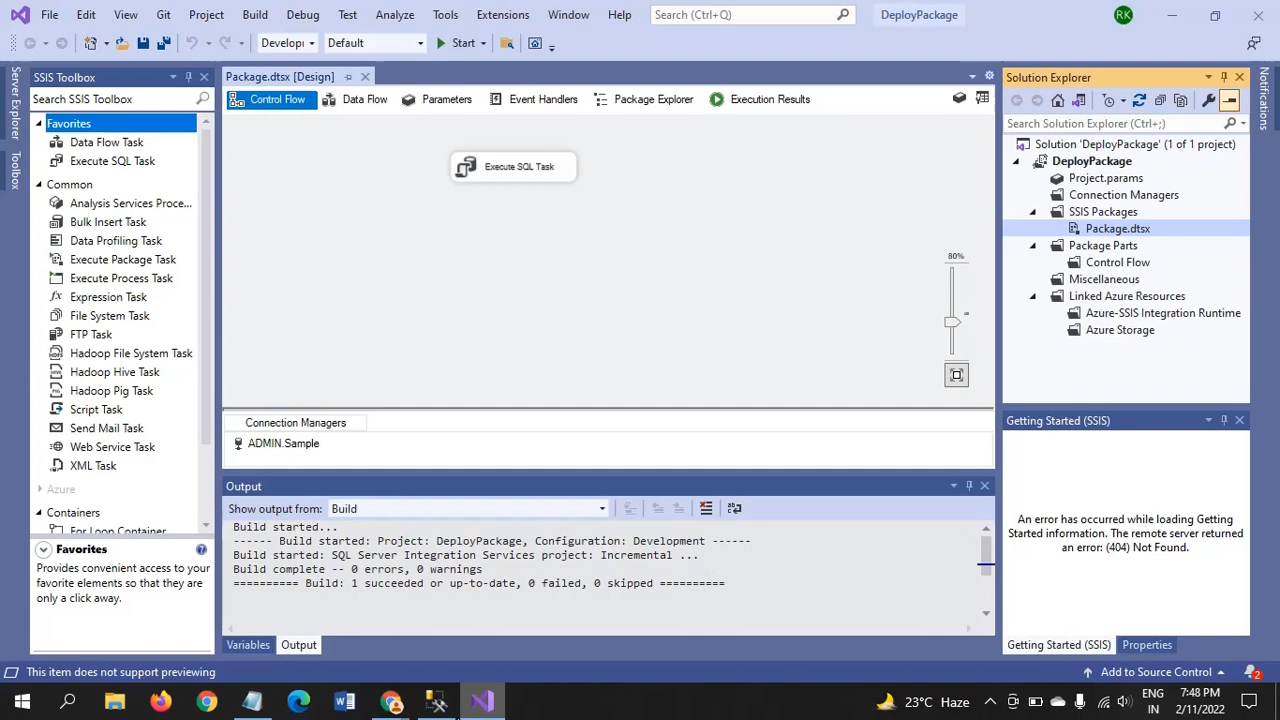 File Edit View Git Project Build Debug Test Analyze Tools Extensions Window Help Search (Ctrl+Q) DeployPackage RK
Developi Default Start
SSIS Toolbox
Search SSIS Toolbox
Favorites
Data Flow Task
Execute SQL Task
Common
Analysis Services Proce...
Bulk Insert Task
Data Profiling Task
Execute Package Task
Execute Process Task
Expression Task
File System Task
FTP Task
Hadoop File System Task
Hadoop Hive Task
Hadoop Pig Task
Script Task
Send Mail Task
Web Service Task
XML Task
Azure
Containers
For Loop Container
Favorites
Provides convenient access to your
favorite elements so that they are
only a click away.
Server Explorer
Toolbox
Package.dtsx [Design]
Control Flow Data Flow Parameters Event Handlers Package Explorer Execution Results
Execute SQL Task
80%
Connection Managers
ADMIN.Sample
Output
Show output from: Build
Build started...
------ Build started: Project: DeployPackage, Configuration: Development ------
Build started: SQL Server Integration Services project: Incremental ...
Build complete -- 0 errors, 0 warnings
========== Build: 1 succeeded or up-to-date, 0 failed, 0 skipped ==========
Variables Output
Solution Explorer
Search Solution Explorer (Ctrl+;)
Solution 'DeployPackage' (1 of 1 project)
DeployPackage
Project.params
Connection Managers
SSIS Packages
Package.dtsx
Package Parts
Control Flow
Miscellaneous
Linked Azure Resources
Azure-SSIS Integration Runtime
Azure Storage
Getting Started (SSIS)
An error has occurred while loading Getting
Started information. The remote server returned
an error: (404) Not Found.
Getting Started (SSIS) Properties
Notifications
This item does not support previewing
Add to Source Control 2
23°C Haze
ENG
IN
7:48 PM
2/11/2022